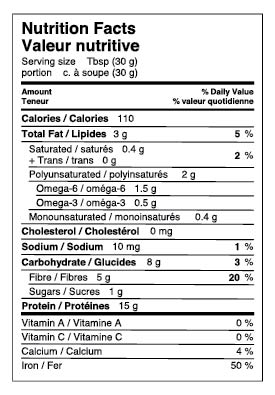 Nutrition Facts
Valeur nutritive
Serving size Tbsp (30 g)
portion c. à soupe (30 g)
Amount % Daily Value
Teneur % valeur quotidienne
Calories / Calories 110
Total Fat / Lipides 3 g 5 %
Saturated / saturés 0.4 g
+ Trans / trans 0 g 2 %
Polyunsaturated / polyinsaturés 2 g
Omega-6 / oméga-6 1.5 g
Omega-3 / oméga-3 0.5 g
Monounsaturated / monoinsaturés 0.4 g
Cholesterol / Cholestérol 0 mg
Sodium / Sodium 10 mg 1 %
Carbohydrate / Glucides 8 g 3 %
Fibre / Fibres 5 g 20 %
Sugars / Sucres 1 g
Protein / Protéines 15 g
Vitamin A / Vitamine A 0 %
Vitamin C / Vitamine C 0 %
Calcium / Calcium 4 %
Iron / Fer 50 %